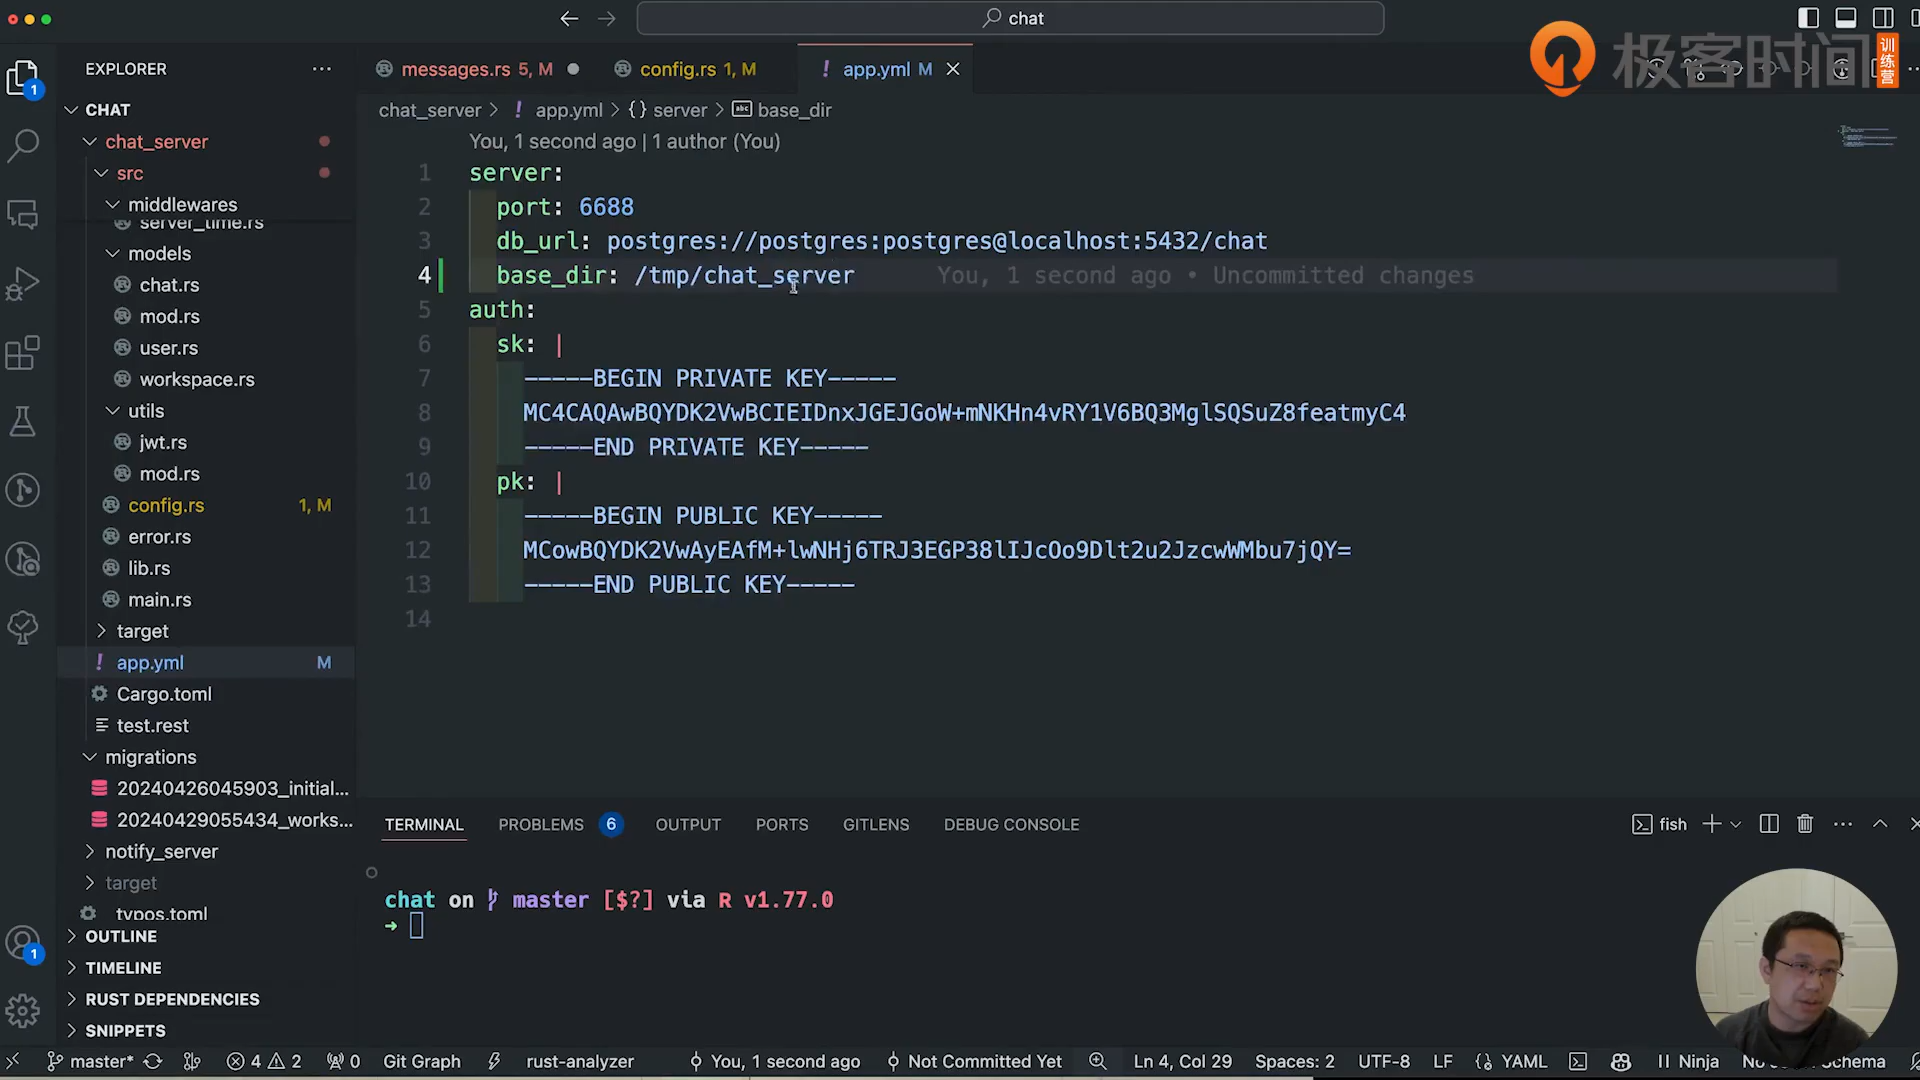 chat
极客时间 训练营
EXPLORER
messages.rs 5, M
config.rs 1, M
app.yml M
CHAT
chat_server > app.yml > {} server > base_dir
You, 1 second ago | 1 author (You)
chat_server
src
middlewares
server_time.rs
models
chat.rs
mod.rs
user.rs
workspace.rs
utils
jwt.rs
mod.rs
config.rs 1, M
error.rs
lib.rs
main.rs
target
app.yml M
Cargo.toml
test.rest
migrations
20240426045903_initial...
20240429055434_works...
notify_server
target
typos.toml
OUTLINE
TIMELINE
RUST DEPENDENCIES
SNIPPETS
1 server:
2 port: 6688
3 db_url: postgres://postgres:postgres@localhost:5432/chat
4 base_dir: /tmp/chat_server You, 1 second ago • Uncommitted changes
5 auth:
6 sk: |
7 -----BEGIN PRIVATE KEY-----
8 MC4CAQAwBQYDK2VwBCIEIDnxJGEJGoW+mNKHn4vRY1V6BQ3MglSQSuZ8featmyC4
9 -----END PRIVATE KEY-----
10 pk: |
11 -----BEGIN PUBLIC KEY-----
12 MCowBQYDK2VwAyEAfM+lwNHj6TRJ3EGP38lIJcOo9Dlt2u2JzcwWMbu7jQY=
13 -----END PUBLIC KEY-----
14
TERMINAL PROBLEMS 6 OUTPUT PORTS GITLENS DEBUG CONSOLE
fish
chat on master [$?] via R v1.77.0
master* 4 2 0 Git Graph rust-analyzer You, 1 second ago Not Committed Yet Ln 4, Col 29 Spaces: 2 UTF-8 LF YAML Ninja